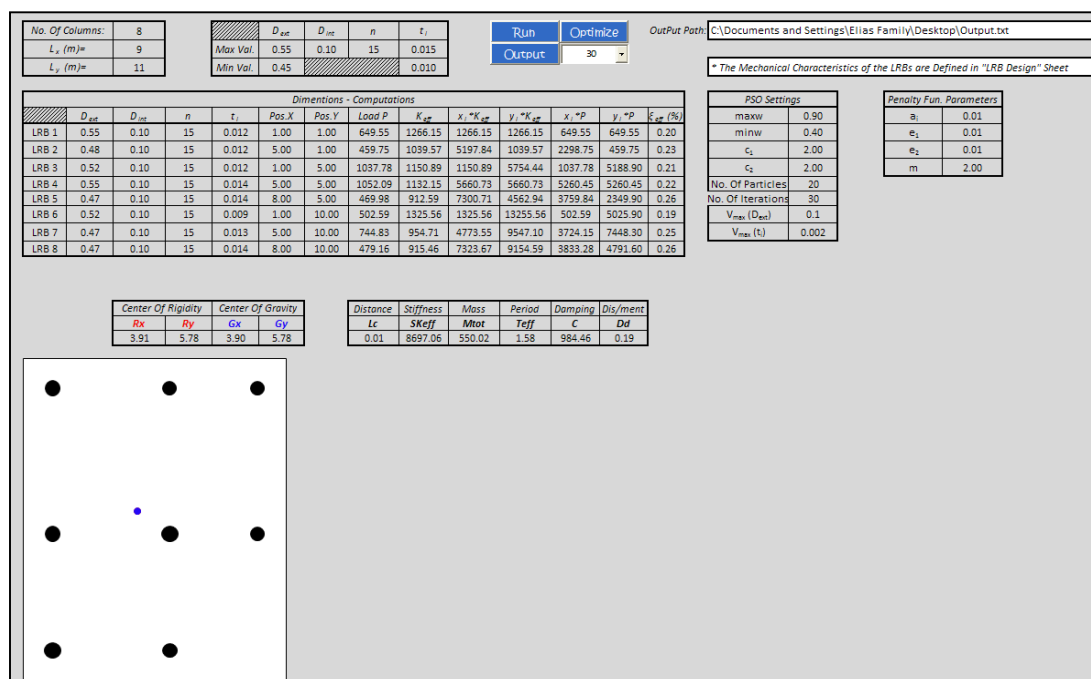 No. Of Columns: 8
L x (m)= 9
L y (m)= 11
D ext D int n t i
Max Val. 0.55 0.10 15 0.015
Min Val. 0.45 0.010
Run Optimize
Output 30
OutPut Path: C:\Documents and Settings\Elias Family\Desktop\Output.txt
* The Mechanical Characteristics of the LRBs are Defined in "LRB Design" Sheet
Dimentions - Computations
D ext D int n t i Pos.X Pos.Y Load P K eff x i *K eff y i *K eff x i *P y i *P ξ eff (%)
LRB 1 0.55 0.10 15 0.012 1.00 1.00 649.55 1266.15 1266.15 1266.15 649.55 649.55 0.20
LRB 2 0.48 0.10 15 0.012 5.00 1.00 459.75 1039.57 5197.84 1039.57 2298.75 459.75 0.23
LRB 3 0.52 0.10 15 0.012 1.00 5.00 1037.78 1150.89 1150.89 5754.44 1037.78 5188.90 0.21
LRB 4 0.55 0.10 15 0.014 5.00 5.00 1052.09 1132.15 5660.73 5660.73 5260.45 5260.45 0.22
LRB 5 0.47 0.10 15 0.014 8.00 5.00 469.98 912.59 7300.71 4562.94 3759.84 2349.90 0.26
LRB 6 0.52 0.10 15 0.009 1.00 10.00 502.59 1325.56 1325.56 13255.56 502.59 5025.90 0.19
LRB 7 0.47 0.10 15 0.013 5.00 10.00 744.83 954.71 4773.55 9547.10 3724.15 7448.30 0.25
LRB 8 0.47 0.10 15 0.014 8.00 10.00 479.16 915.46 7323.67 9154.59 3833.28 4791.60 0.26
PSO Settings
maxw 0.90
minw 0.40
c₁ 2.00
c₂ 2.00
No. Of Particles 20
No. Of Iterations 30
Vmax (Dext) 0.1
Vmax (ti) 0.002
Penalty Fun. Parameters
ai 0.01
e₁ 0.01
e₂ 0.01
m 2.00
Center Of Rigidity Center Of Gravity
Rx Ry Gx Gy
3.91 5.78 3.90 5.78
Distance Stiffness Mass Period Damping Dis/ment
Lc SKeff Mtot Teff C Dd
0.01 8697.06 550.02 1.58 984.46 0.19